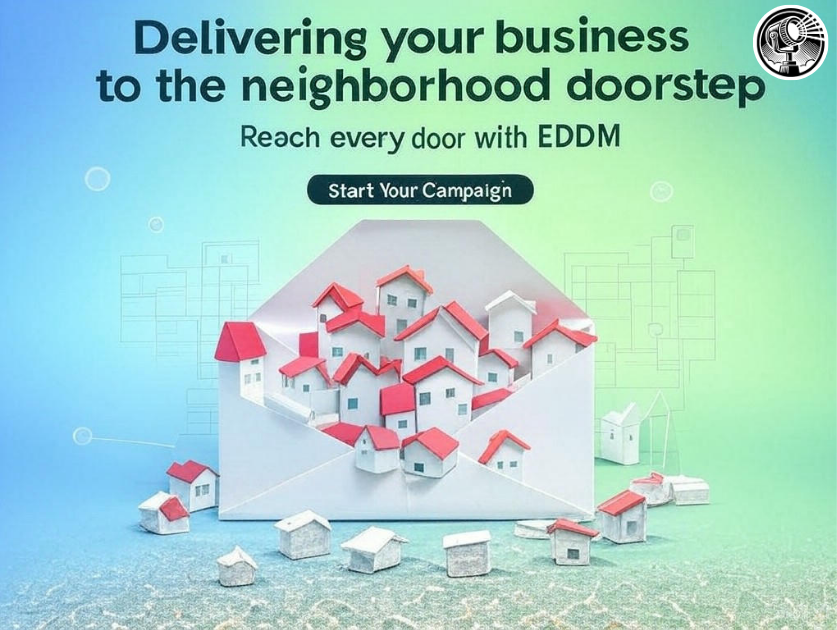 Delivering your business
to the neighborhood doorstep
Reach every door with EDDM
Start Your Campaign